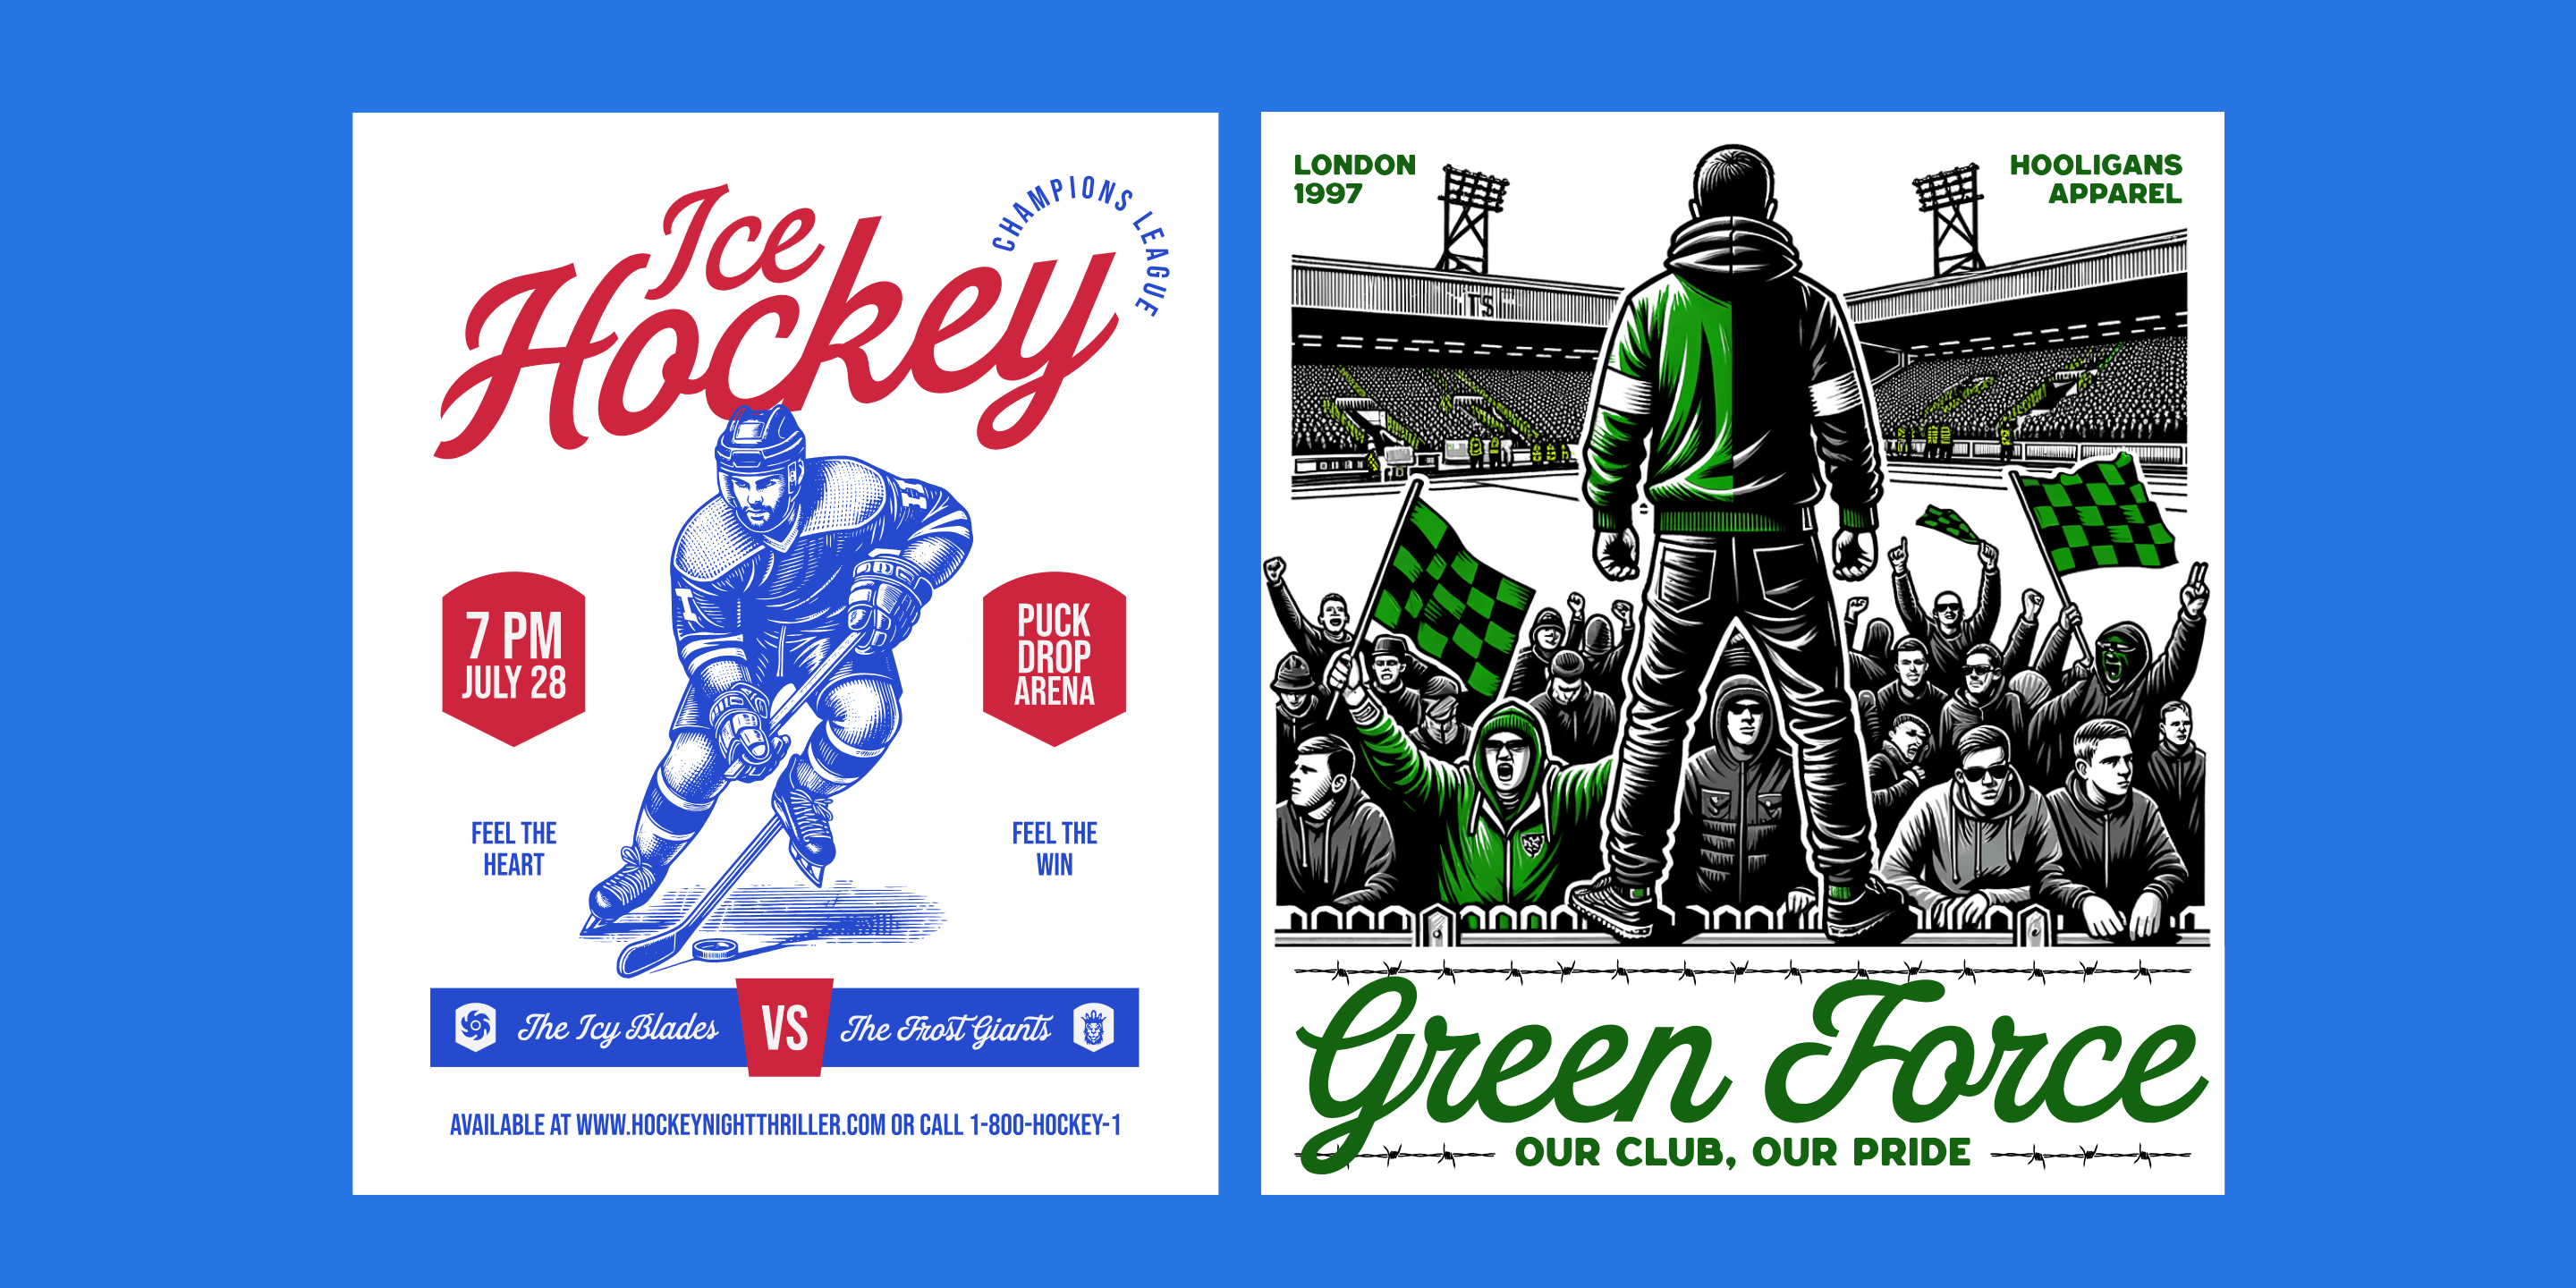 Ice
Hockey
CHAMPIONS LEAGUE
7 PM
JULY 28
PUCK
DROP
ARENA
FEEL THE
HEART
FEEL THE
WIN
The Icy Blades
VS
The Frost Giants
AVAILABLE AT WWW.HOCKEYNIGHTTHRILLER.COM OR CALL 1-800-HOCKEY-1
LONDON
1997
HOOLIGANS
APPAREL
TS
Green Force
OUR CLUB, OUR PRIDE